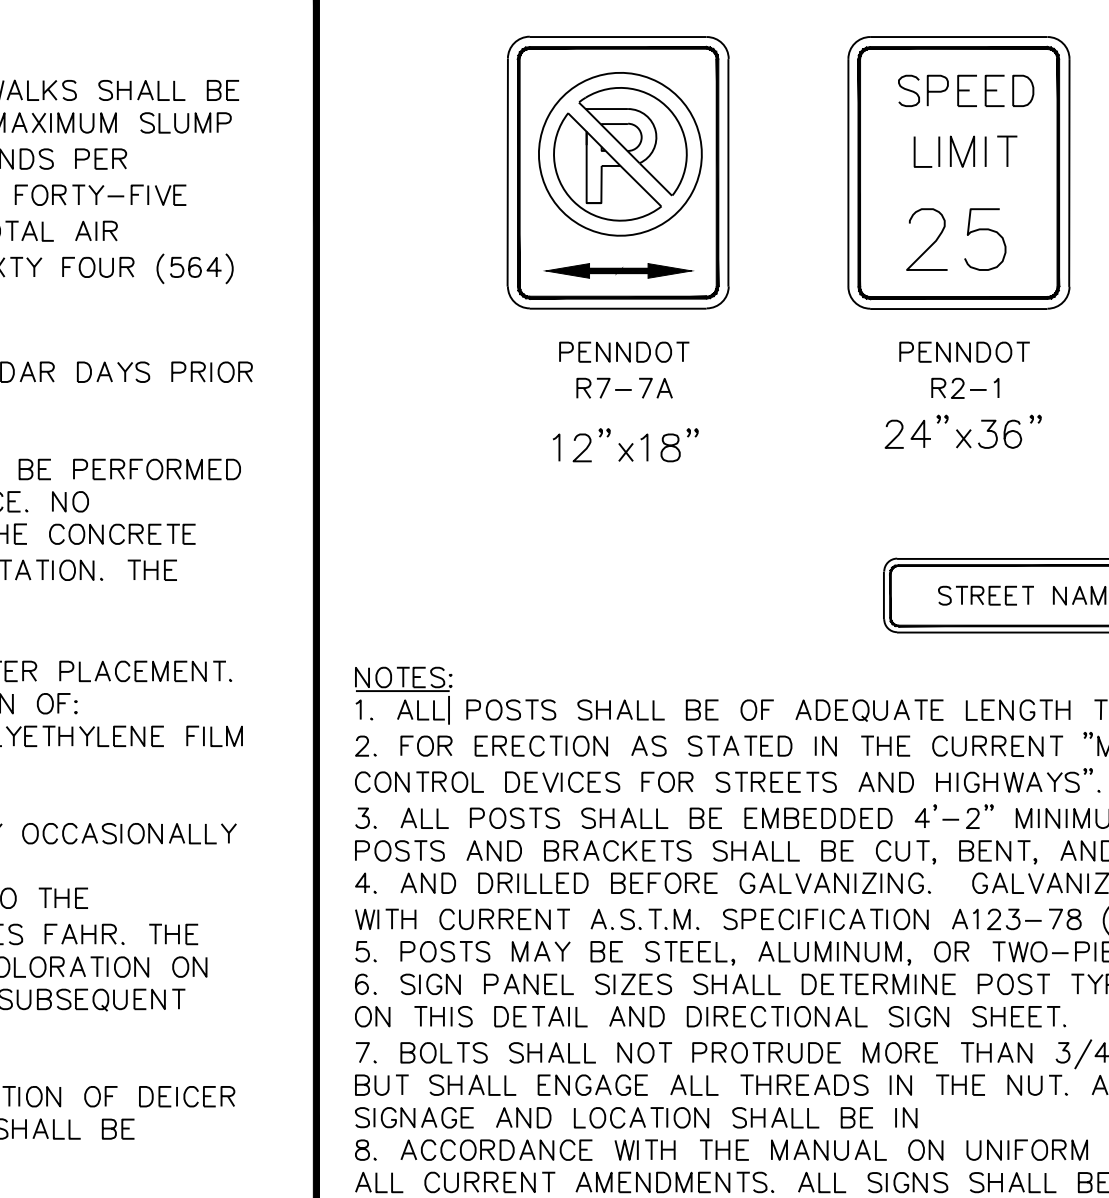 WALKS SHALL BE
MAXIMUM SLUMP
NDS PER
FORTY-FIVE
OTAL AIR
XTY FOUR (564)
DAR DAYS PRIOR
BE PERFORMED
CE. NO
HE CONCRETE
TATION. THE
TER PLACEMENT.
N OF:
LYETHYLENE FILM
Y OCCASIONALLY
O THE
ES FAHR. THE
OLORATION ON
SUBSEQUENT
TION OF DEICER
SHALL BE
P
SPEED
LIMIT
25
PENNDOT
R7-7A
12"x18"
PENNDOT
R2-1
24"x36"
STREET NAM
NOTES:
1. ALL POSTS SHALL BE OF ADEQUATE LENGTH T
2. FOR ERECTION AS STATED IN THE CURRENT "M
CONTROL DEVICES FOR STREETS AND HIGHWAYS".
3. ALL POSTS SHALL BE EMBEDDED 4'-2" MINIMU
POSTS AND BRACKETS SHALL BE CUT, BENT, AND
4. AND DRILLED BEFORE GALVANIZING. GALVANIZ
WITH CURRENT A.S.T.M. SPECIFICATION A123-78 (
5. POSTS MAY BE STEEL, ALUMINUM, OR TWO-PIE
6. SIGN PANEL SIZES SHALL DETERMINE POST TYP
ON THIS DETAIL AND DIRECTIONAL SIGN SHEET.
7. BOLTS SHALL NOT PROTRUDE MORE THAN 3/4
BUT SHALL ENGAGE ALL THREADS IN THE NUT. A
SIGNAGE AND LOCATION SHALL BE IN
8. ACCORDANCE WITH THE MANUAL ON UNIFORM
ALL CURRENT AMENDMENTS. ALL SIGNS SHALL BE